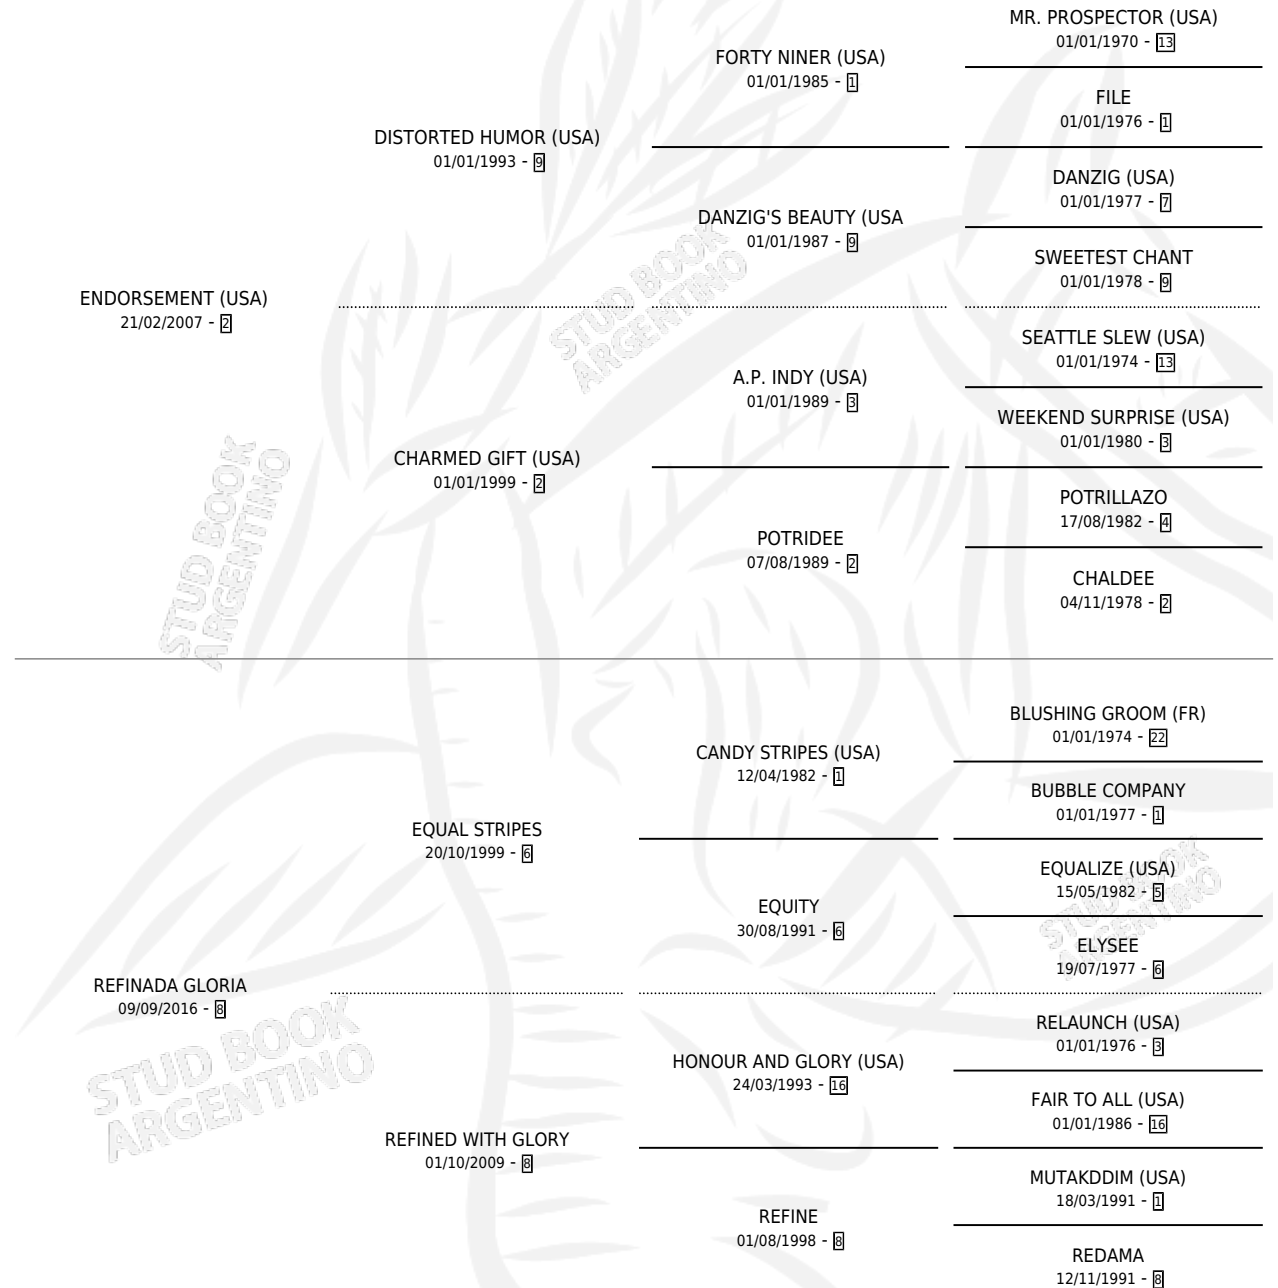 MR. PROSPECTOR (USA)
01/01/1970 - 13
FORTY NINER (USA)
01/01/1985 - 1
FILE
01/01/1976 - 1
DISTORTED HUMOR (USA)
01/01/1993 - 9
DANZIG (USA)
01/01/1977 - 7
DANZIG'S BEAUTY (USA
01/01/1987 - 9
SWEETEST CHANT
01/01/1978 - 9
ENDORSEMENT (USA)
21/02/2007 - 2
SEATTLE SLEW (USA)
01/01/1974 - 13
A.P. INDY (USA)
01/01/1989 - 3
WEEKEND SURPRISE (USA)
01/01/1980 - 3
CHARMED GIFT (USA)
01/01/1999 - 2
POTRILLAZO
17/08/1982 - 4
POTRIDEE
07/08/1989 - 2
CHALDEE
04/11/1978 - 2
STUD BOOK
ARGENTINO
STUD BOOK
ARGENTINO
BLUSHING GROOM (FR)
01/01/1974 - 22
CANDY STRIPES (USA)
12/04/1982 - 1
BUBBLE COMPANY
01/01/1977 - 1
EQUAL STRIPES
20/10/1999 - 6
EQUALIZE (USA)
15/05/1982 - 5
EQUITY
30/08/1991 - 6
ELYSEE
19/07/1977 - 6
STUD BOOK
ARGENTINO
REFINADA GLORIA
09/09/2016 - 8
RELAUNCH (USA)
01/01/1976 - 3
HONOUR AND GLORY (USA)
24/03/1993 - 16
FAIR TO ALL (USA)
01/01/1986 - 16
STUD BOOK
ARGENTINO
REFINED WITH GLORY
01/10/2009 - 8
MUTAKDDIM (USA)
18/03/1991 - 1
REFINE
01/08/1998 - 8
REDAMA
12/11/1991 - 8